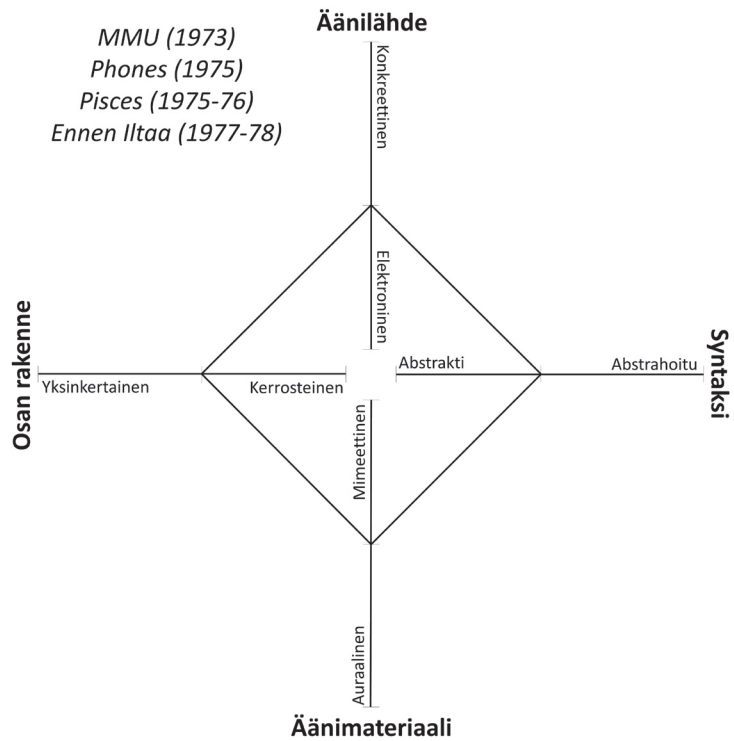 Äänilähde
MMU (1973)
Phones (1975)
Pisces (1975-76)
Ennen Iltaa (1977-78)
Konkreettinen
Elektroninen
Osan rakenne
Yksinkertainen
Kerrosteinen
Abstrakti
Abstrahoitu
Syntaksi
Mimeettinen
Auraalinen
Äänimateriaali